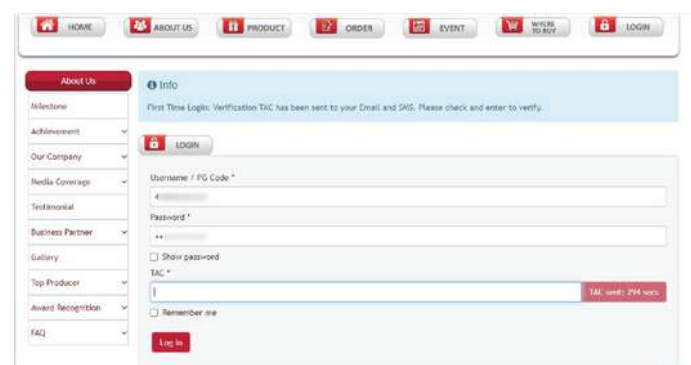 HOME
ABOUT US
PRODUCT
ORDER
EVENT
WHERE
TO BUY
LOGIN
About Us
Milestone
Achievement
Our Company
Media Coverage
Testimonial
Business Partner
Gallery
Top Producer
Award Recognition
FAQ
Info
First Time Login: Verification TAC has been sent to your Email and SMS. Please check and enter to verify.
LOGIN
Username / PG Code *
4
Password *
Show password
TAC *
TAC sent: 294 secs
Remember me
Log in